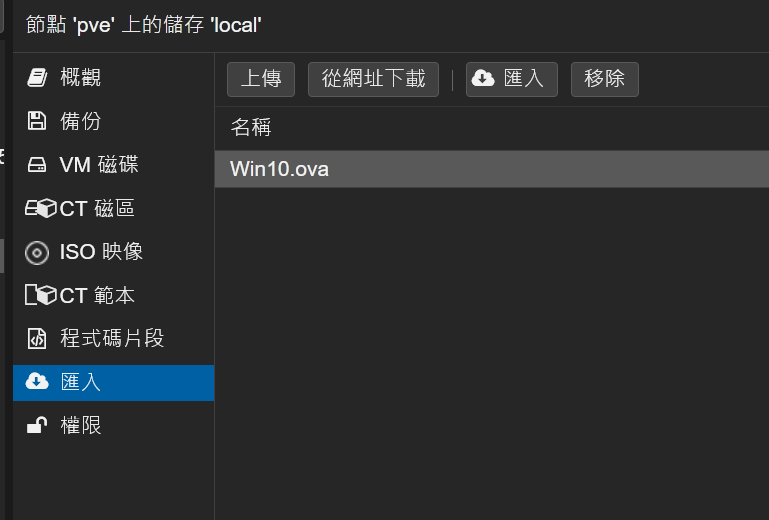 節點 'pve' 上的儲存 'local'
概觀
備份
VM 磁碟
CT 磁區
ISO 映像
CT 範本
程式碼片段
匯入
權限
上傳 從網址下載 匯入 移除
名稱
Win10.ova